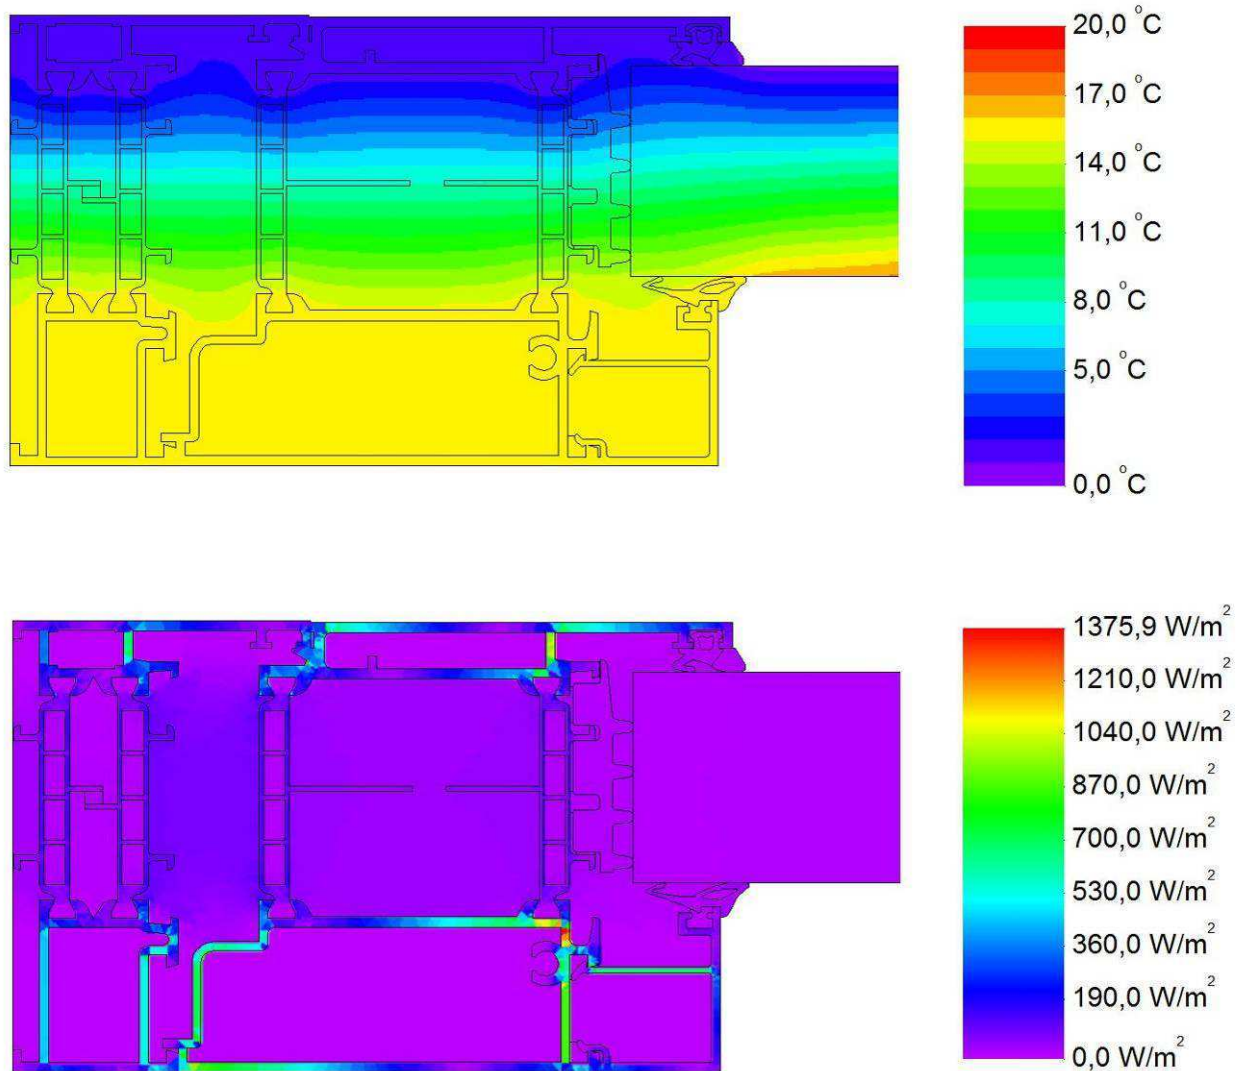 20,0 °C
17,0 °C
14,0 °C
11,0 °C
8,0 °C
5,0 °C
0,0 °C
1375,9 W/m²
1210,0 W/m²
1040,0 W/m²
870,0 W/m²
700,0 W/m²
530,0 W/m²
360,0 W/m²
190,0 W/m²
0,0 W/m²